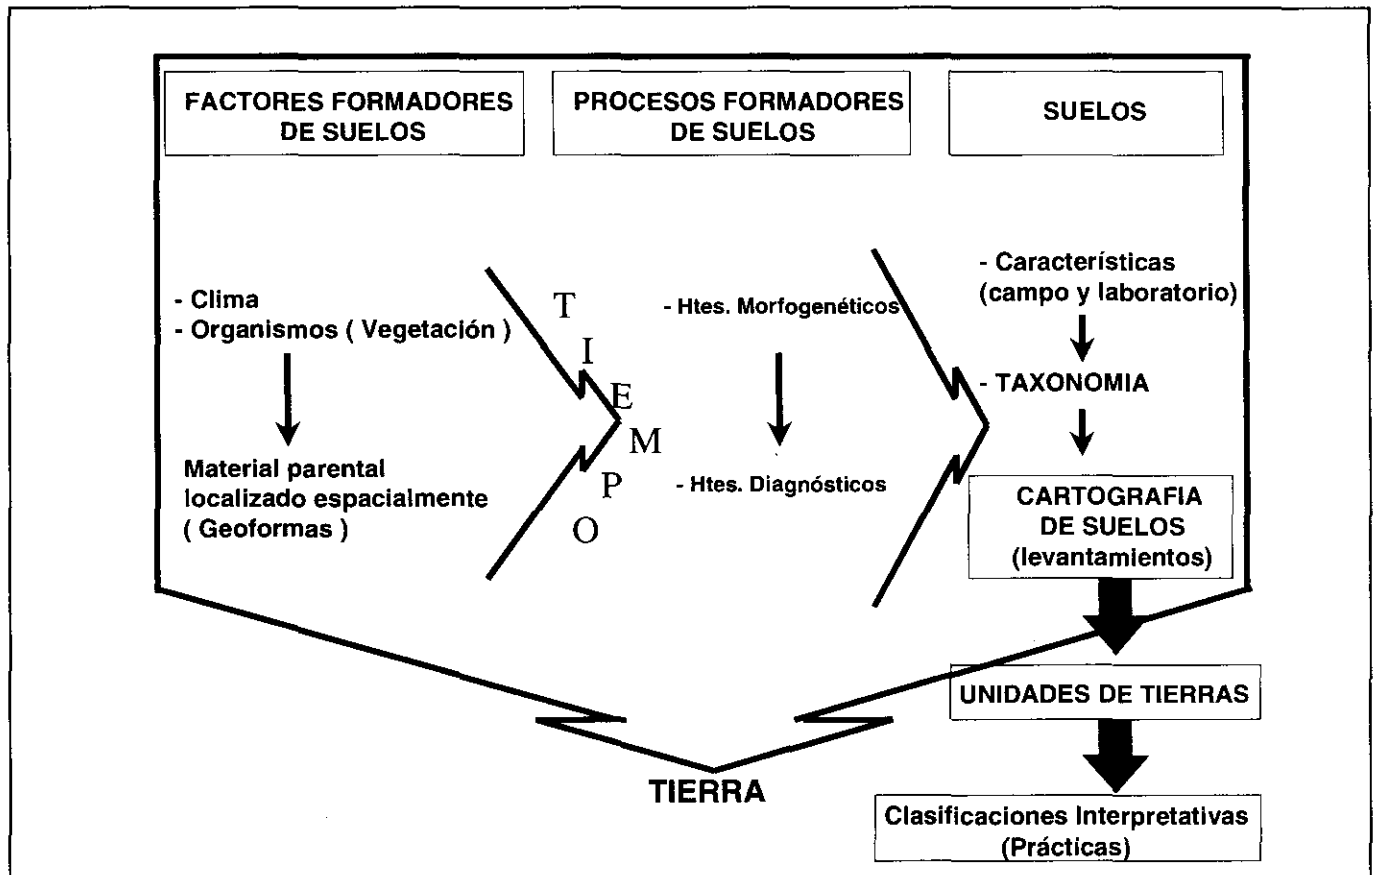 FACTORES FORMADORES
DE SUELOS
PROCESOS FORMADORES
DE SUELOS
SUELOS
- Clima
- Organismos ( Vegetación )
Material parental
localizado espacialmente
( Geoformas )
T
I
E
M
P
O
- Htes. Morfogenéticos
- Htes. Diagnósticos
- Características
(campo y laboratorio)
- TAXONOMIA
CARTOGRAFIA
DE SUELOS
(levantamientos)
UNIDADES DE TIERRAS
TIERRA
Clasificaciones Interpretativas
(Prácticas)